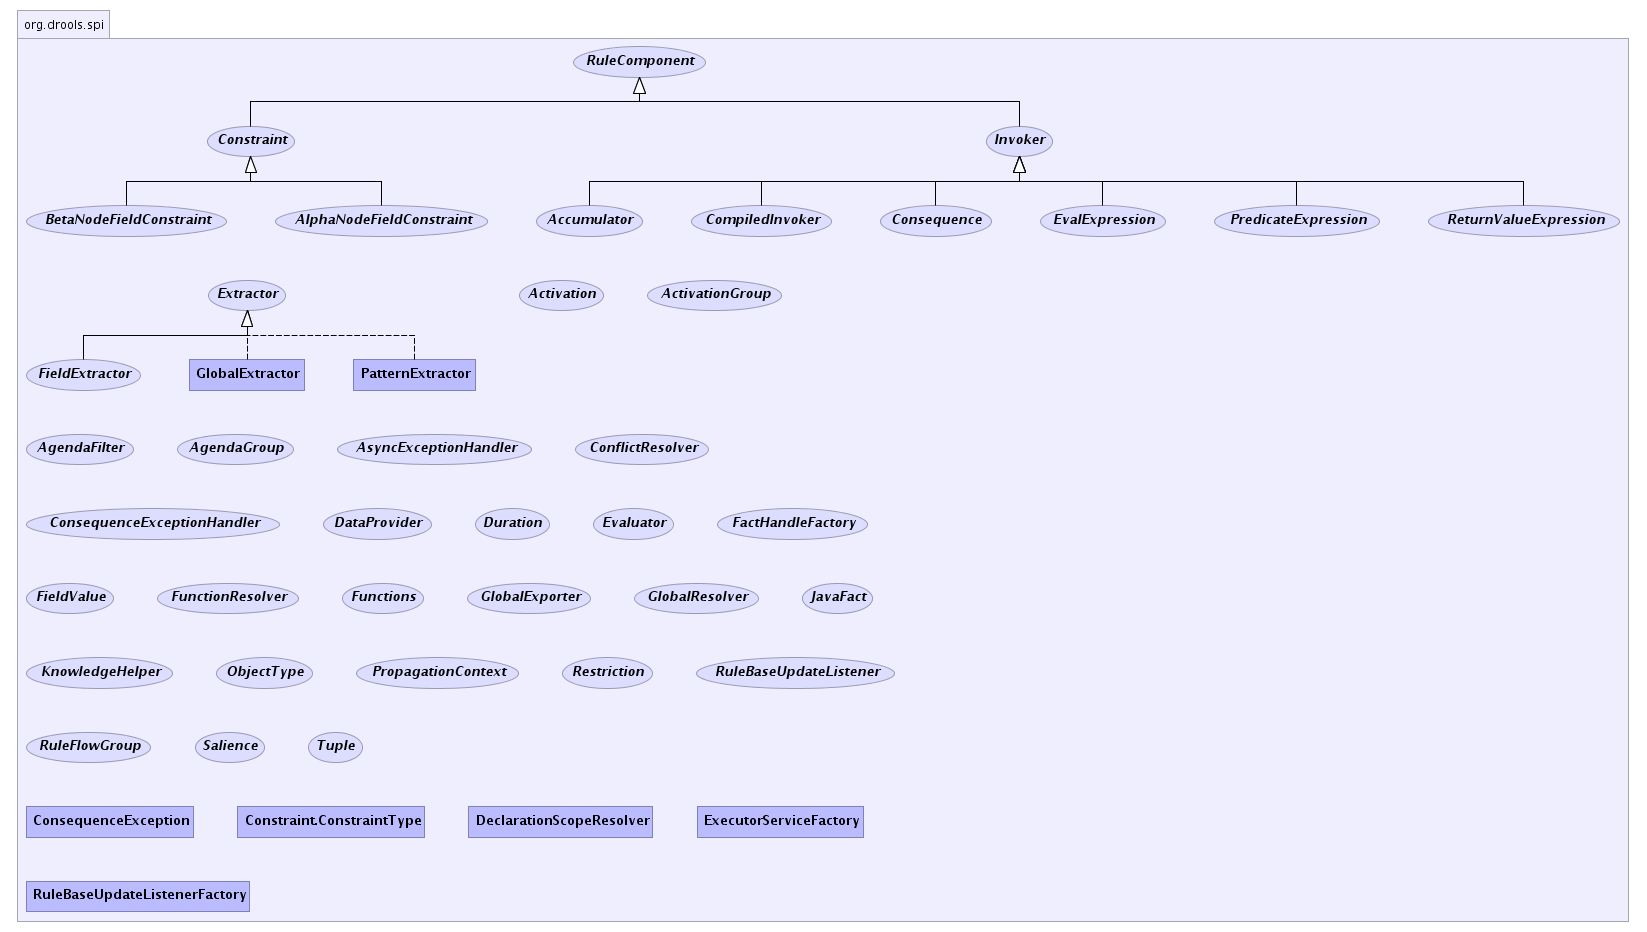 org.drools.spi
RuleComponent
Constraint Invoker
BetaNodeFieldConstraint AlphaNodeFieldConstraint Accumulator CompiledInvoker Consequence EvalExpression PredicateExpression ReturnValueExpression
Extractor Activation ActivationGroup
FieldExtractor GlobalExtractor PatternExtractor
AgendaFilter AgendaGroup AsyncExceptionHandler ConflictResolver
ConsequenceExceptionHandler DataProvider Duration Evaluator FactHandleFactory
FieldValue FunctionResolver Functions GlobalExporter GlobalResolver JavaFact
KnowledgeHelper ObjectType PropagationContext Restriction RuleBaseUpdateListener
RuleFlowGroup Salience Tuple
ConsequenceException Constraint.ConstraintType DeclarationScopeResolver ExecutorServiceFactory
RuleBaseUpdateListenerFactory